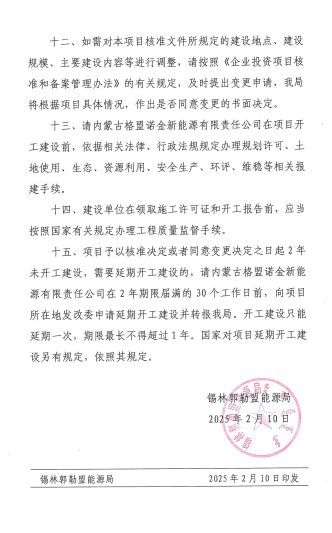 十二、如需对本项目核准文件所规定的建设地点、建设
规模、主要建设内容等进行调整，请按照《企业投资项目核
准和备案管理办法》的有关规定，及时提出变更申请，我局
将根据项目具体情况，作出是否同意变更的书面决定。
十三、请内蒙古格盟诺金新能源有限责任公司在项目开
工建设前，依据相关法律、行政法规规定办理规划许可、土
地使用、生态、资源利用、安全生产、环评、维稳等相关报
建手续。
十四、建设单位在领取施工许可证和开工报告前，应当
按照国家有关规定办理工程质量监督手续。
十五、项目予以核准决定或者同意变更决定之日起2年
未开工建设，需要延期开工建设的，请内蒙古格盟诺金新能
源有限责任公司在2年期限届满的30个工作日前，向项
目所在地发改委申请延期开工建设并转报我局。开工建设只能
延期一次，期限最长不得超过1年。国家对项目延期开工建
设另有规定，依照其规定。
锡林郭勒盟能源局
2025年2月10日
锡林郭勒盟能源局 2025年2月10日印发